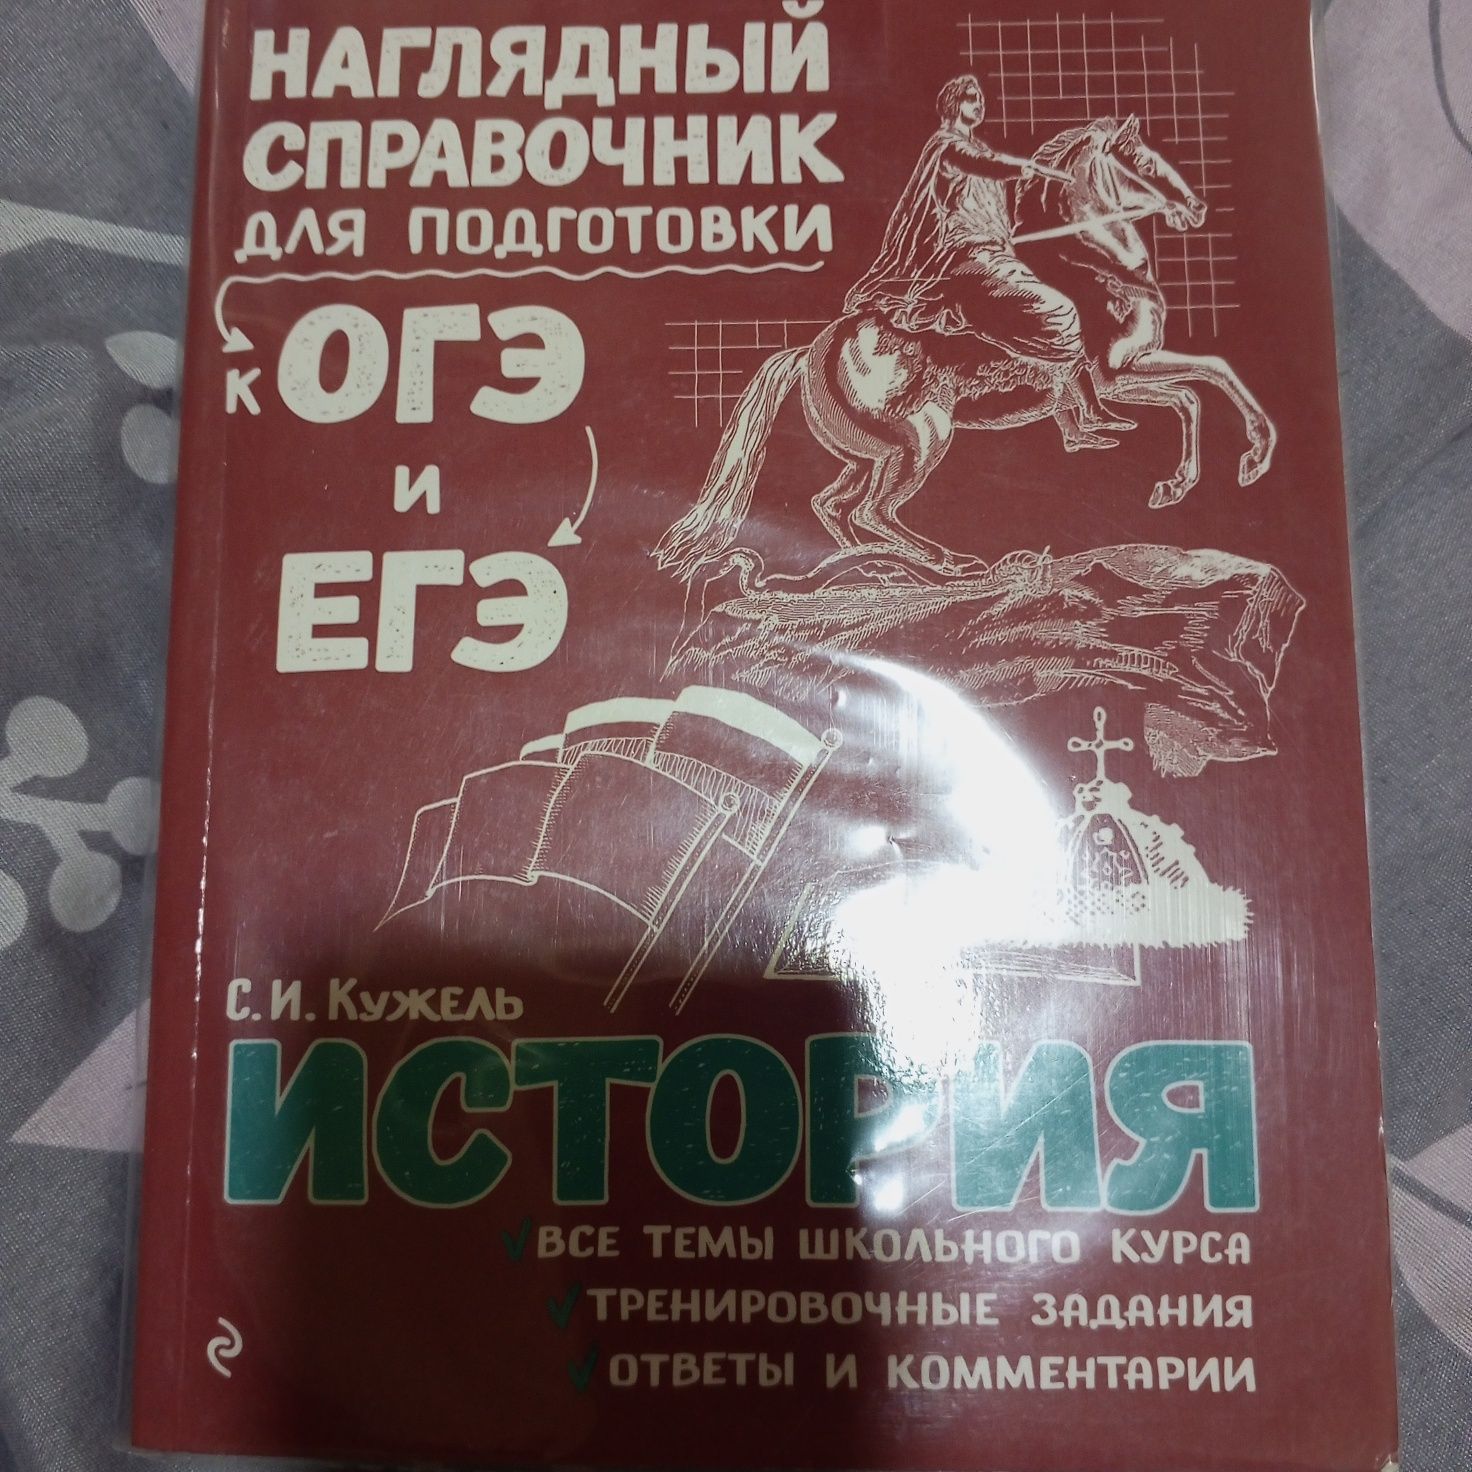 НАГЛЯДНЫЙ
СПРАВОЧНИК
ДЛЯ ПОДГОТОВКИ
К ОГЭ
И
ЕГЭ
С.И. КУЖЕЛЬ
ИСТОРИЯ
ВСЕ ТЕМЫ ШКОЛЬНОГО КУРСА
ТРЕНИРОВОЧНЫЕ ЗАДАНИЯ
ОТВЕТЫ И КОММЕНТАРИИ